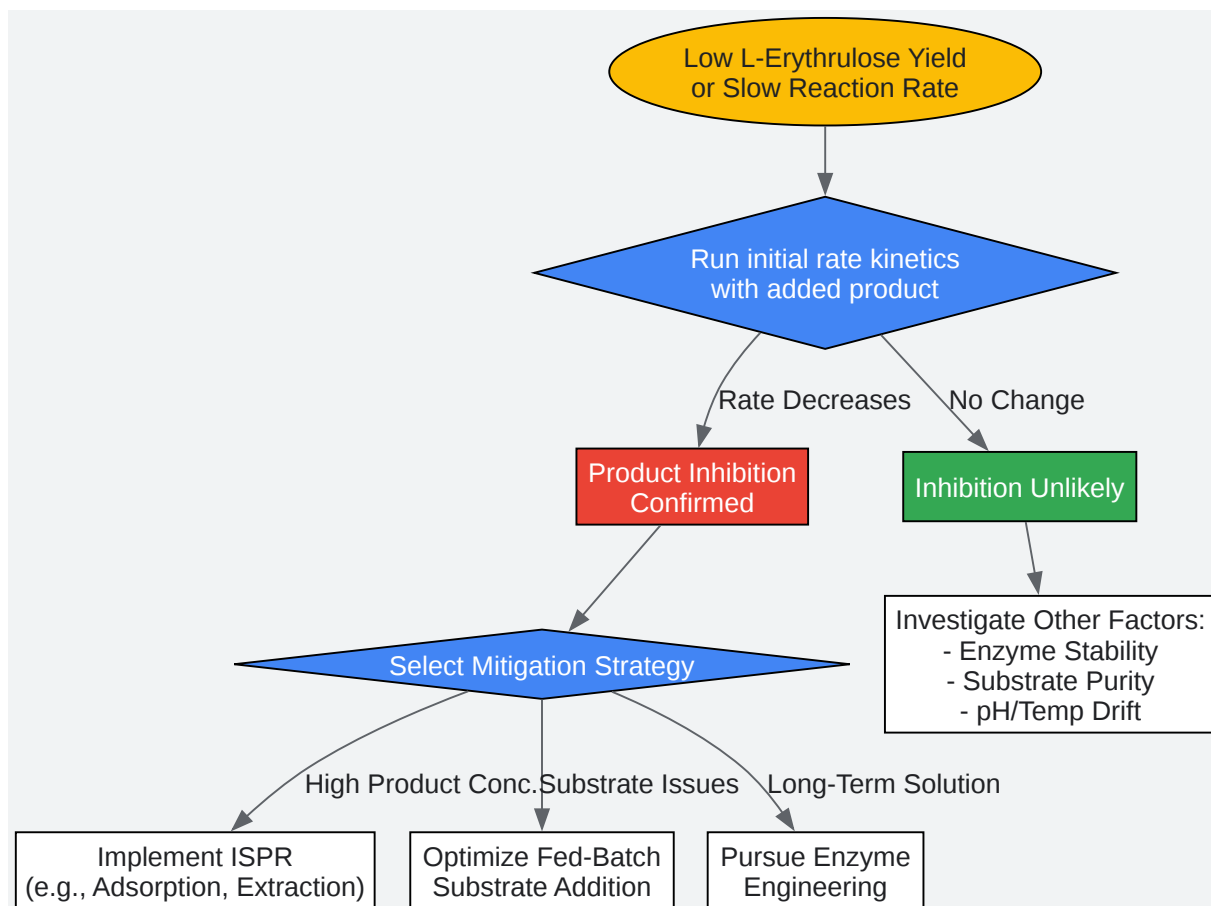 Low L-Erythrulose Yield
or Slow Reaction Rate
Run initial rate kinetics
with added product
Rate Decreases
No Change
Product Inhibition
Confirmed
Inhibition Unlikely
Investigate Other Factors:
- Enzyme Stability
- Substrate Purity
- pH/Temp Drift
Select Mitigation Strategy
High Product Conc.
Substrate Issues
Long-Term Solution
Implement ISPR
(e.g., Adsorption, Extraction)
Optimize Fed-Batch
Substrate Addition
Pursue Enzyme
Engineering